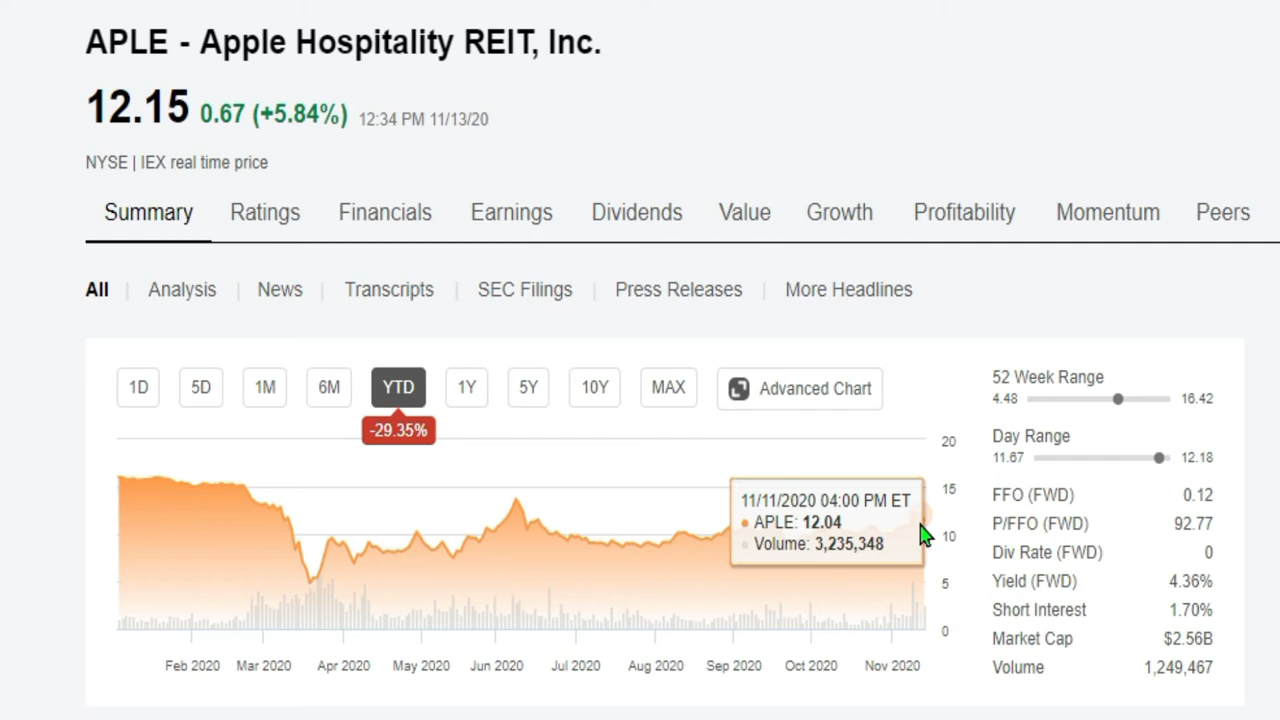 APLE - Apple Hospitality REIT, Inc.
12.15 0.67 (+5.84%) 12:34 PM 11/13/20
NYSE | IEX real time price
Summary Ratings Financials Earnings Dividends Value Growth Profitability Momentum Peers
All | Analysis | News | Transcripts | SEC Filings | Press Releases | More Headlines
1D 5D 1M 6M YTD 1Y 5Y 10Y MAX Advanced Chart
-29.35%
20
15
10
5
0
11/11/2020 04:00 PM ET
APLE: 12.04
Volume: 3,235,348
Feb 2020 Mar 2020 Apr 2020 May 2020 Jun 2020 Jul 2020 Aug 2020 Sep 2020 Oct 2020 Nov 2020
52 Week Range
4.48 16.42
Day Range
11.67 12.18
FFO (FWD) 0.12
P/FFO (FWD) 92.77
Div Rate (FWD) 0
Yield (FWD) 4.36%
Short Interest 1.70%
Market Cap $2.56B
Volume 1,249,467